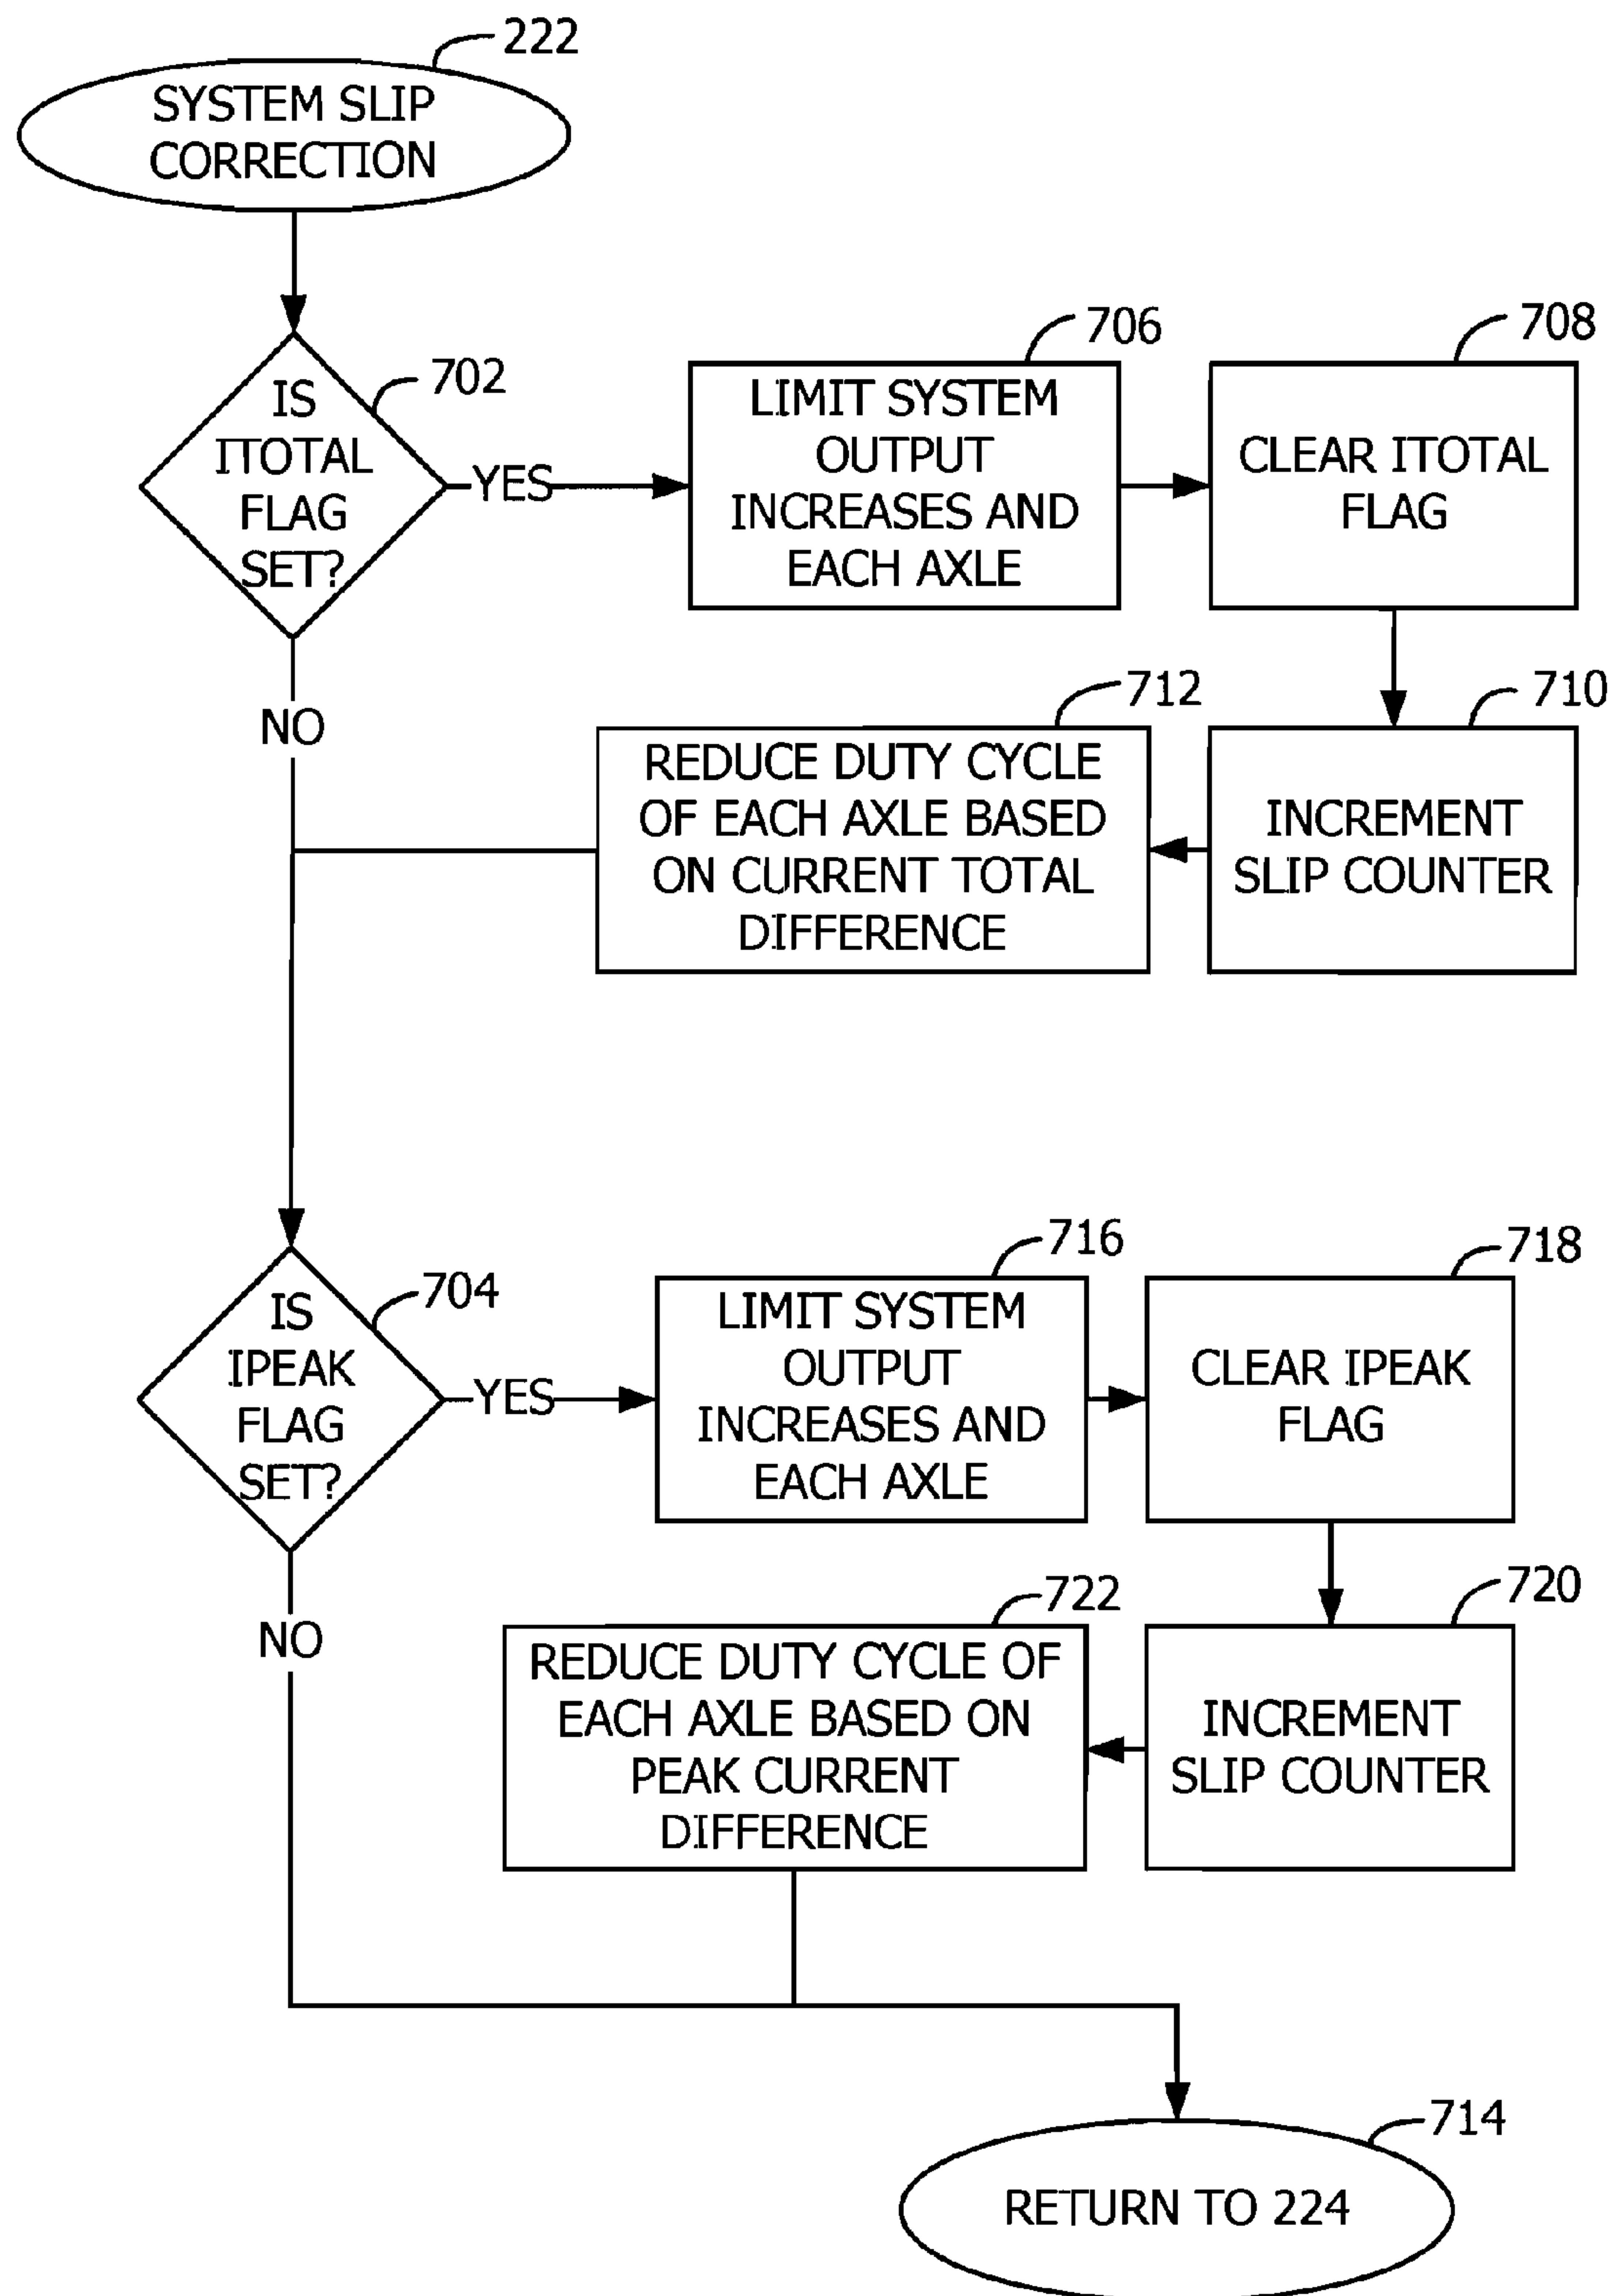 222
SYSTEM SLIP
CORRECTION
702
IS
ITOTAL
FLAG
SET?
YES
NO
706
LIMIT SYSTEM
OUTPUT
INCREASES AND
EACH AXLE
708
CLEAR ITOTAL
FLAG
710
INCREMENT
SLIP COUNTER
712
REDUCE DUTY CYCLE
OF EACH AXLE BASED
ON CURRENT TOTAL
DIFFERENCE
704
IS
IPEAK
FLAG
SET?
YES
NO
716
LIMIT SYSTEM
OUTPUT
INCREASES AND
EACH AXLE
718
CLEAR IPEAK
FLAG
720
INCREMENT
SLIP COUNTER
722
REDUCE DUTY CYCLE OF
EACH AXLE BASED ON
PEAK CURRENT
DIFFERENCE
714
RETURN TO 224